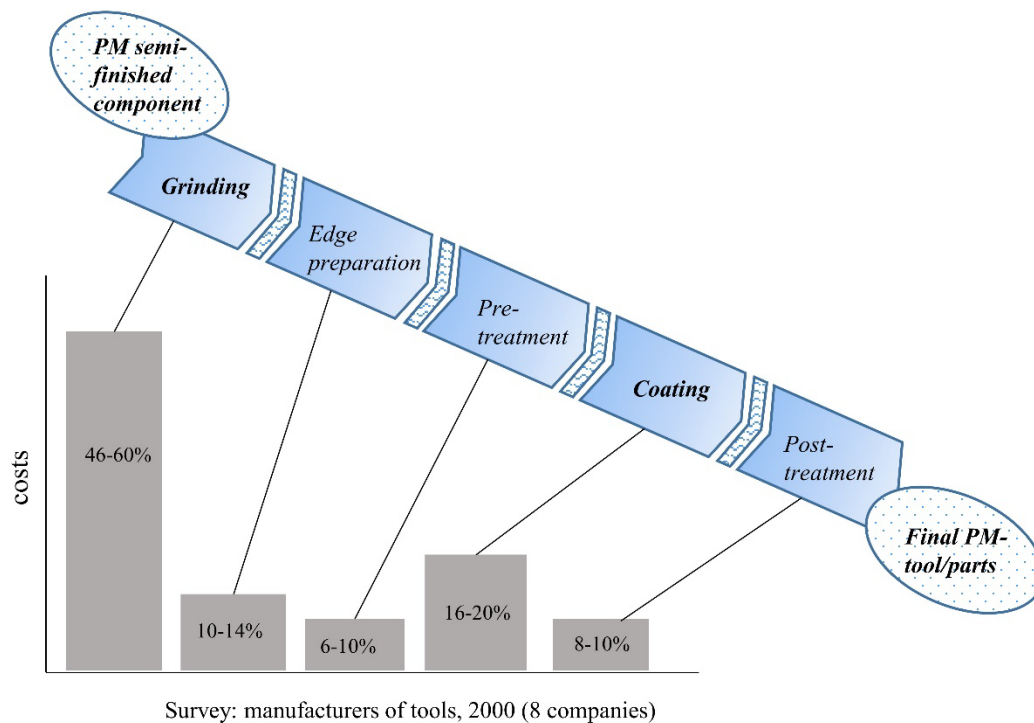 PM semi-
finished
component
Grinding
Edge
preparation
Pre-
treatment
Coating
Post-
treatment
Final PM-
tool/parts
costs
46-60%
10-14%
6-10%
16-20%
8-10%
Survey: manufacturers of tools, 2000 (8 companies)